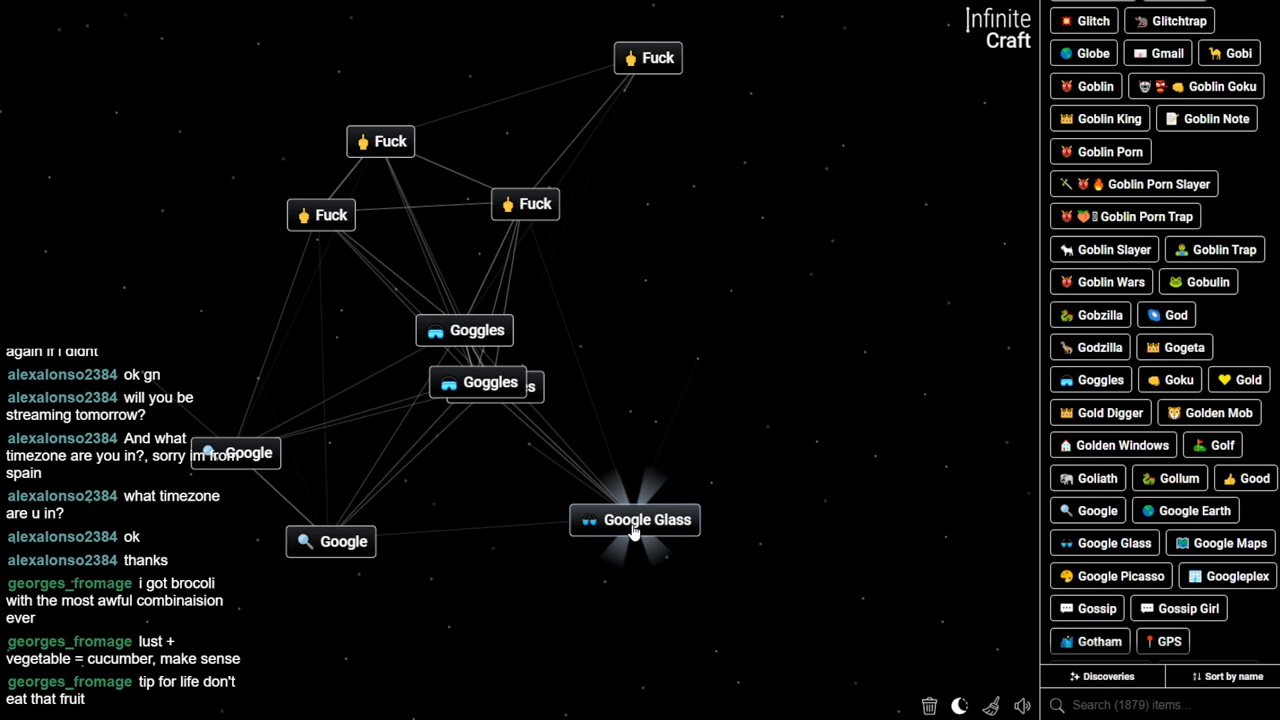 Infinite
Craft
🖕 Fuck
🖕 Fuck
🖕 Fuck
🖕 Fuck
🥽 Goggles
🥽 Goggles
s
🔍 Google
🔍 Google
🕶️ Google Glass
again if i didnt
alexalonso2384 ok gn
alexalonso2384 will you be
streaming tomorrow?
alexalonso2384 And what
timezone are you in?, sorry im from
spain
alexalonso2384 what timezone
are u in?
alexalonso2384 ok
alexalonso2384 thanks
georges_fromage i got brocoli
with the most awful combinaision
ever
georges_fromage lust +
vegetable = cucumber, make sense
georges_fromage tip for life don't
eat that fruit
💥 Glitch 🐀 Glitchtrap
🌍 Globe 📧 Gmail 🐪 Gobi
👹 Goblin 👹 👊 Goblin Goku
👑 Goblin King 📝 Goblin Note
👹 Goblin Porn
🗡️ 👹 🔥 Goblin Porn Slayer
👹 🍑 Goblin Porn Trap
🐐 Goblin Slayer 🧟‍♂️ Goblin Trap
👹 Goblin Wars 🐸 Gobulin
🐉 Gobzilla 🌌 God
🦕 Godzilla 👑 Gogeta
🥽 Goggles 👊 Goku 💛 Gold
👑 Gold Digger 🐯 Golden Mob
🏠 Golden Windows ⛳ Golf
🐘 Goliath 🐉 Gollum 👍 Good
🔍 Google 🌍 Google Earth
🕶️ Google Glass 🗺️ Google Maps
🎨 Google Picasso 🏢 Googleplex
💬 Gossip 💬 Gossip Girl
🏙️ Gotham 📍 GPS
✨ Discoveries Sort by name
Search (1879) items...